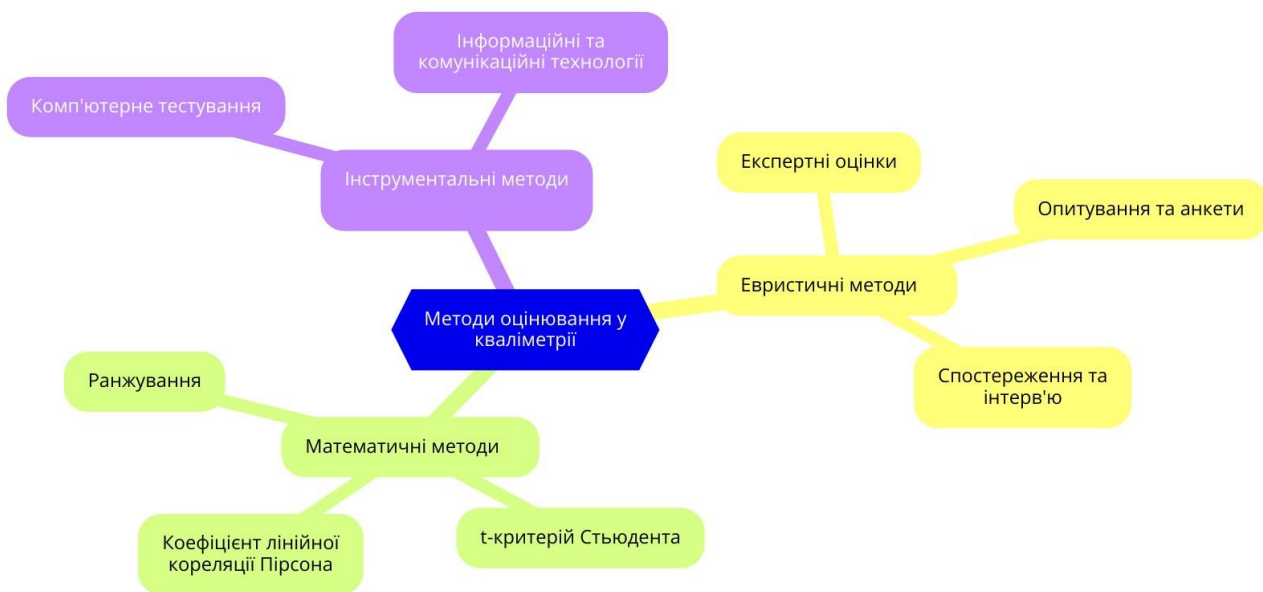 Інформаційні та
комунікаційні технології
Комп'ютерне тестування
Інструментальні методи
Експертні оцінки
Опитування та анкети
Евристичні методи
Спостереження та
інтерв'ю
Методи оцінювання у
кваліметрії
Ранжування
Математичні методи
Коефіцієнт лінійної
кореляції Пірсона
t-критерій Стьюдента